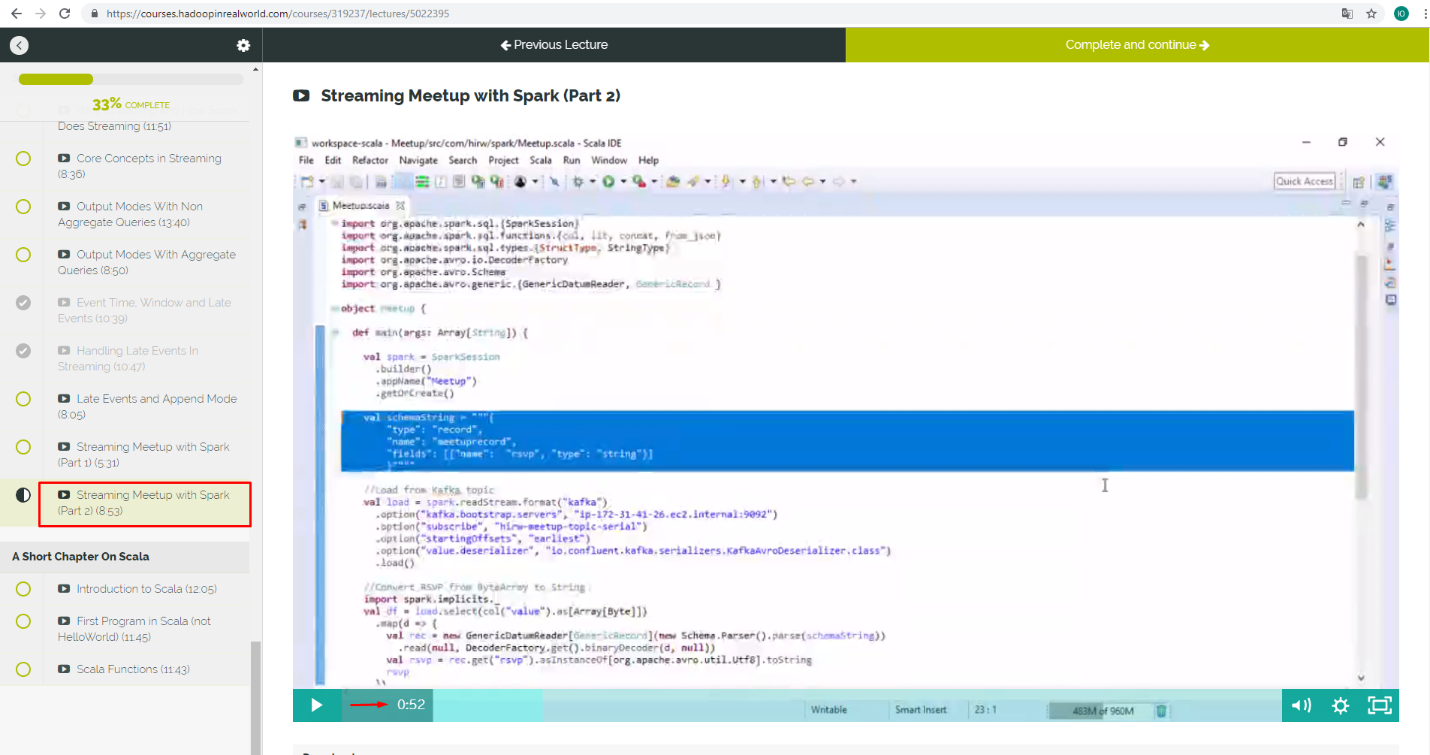 https://courses.hadoopinrealworld.com/courses/319237/lectures/5022395
IO
Previous Lecture
Complete and continue
33% COMPLETE
Does Streaming (11:51)
Core Concepts in Streaming
(8:36)
Output Modes With Non
Aggregate Queries (13:40)
Output Modes With Aggregate
Queries (8:50)
Event Time, Window and Late
Events (10:39)
Handling Late Events In
Streaming (10:47)
Late Events and Append Mode
(8:05)
Streaming Meetup with Spark
(Part 1) (5:31)
Streaming Meetup with Spark
(Part 2) (8:53)
A Short Chapter On Scala
Introduction to Scala (12:05)
First Program in Scala (not
HelloWorld) (11:45)
Scala Functions (11:43)
Streaming Meetup with Spark (Part 2)
workspace-scala - Meetup/src/com/hirw/spark/Meetup.scala - Scala IDE
File Edit Refactor Navigate Search Project Scala Run Window Help
Quick Access
Meetup.scala
import org.apache.spark.sql.{SparkSession}
import org.apache.spark.sql.functions.{col, lit, concat, from_json}
import org.apache.spark.sql.types.{StructType, StringType}
import org.apache.avro.io.DecoderFactory
import org.apache.avro.Schema
import org.apache.avro.generic.{GenericDatumReader, GenericRecord }
object Meetup {
def main(args: Array[String]) {
val spark = SparkSession
.builder()
.appName("Meetup")
.getOrCreate()
val schemaString = """{
"type": "record",
"name": "meetuprecord",
"fields": [{"name": "rsvp", "type": "string"}]
}"""
//Load from Kafka topic
val load = spark.readStream.format("kafka")
.option("kafka.bootstrap.servers", "ip-172-31-41-26.ec2.internal:9092")
.option("subscribe", "hirw-meetup-topic-serial")
.option("startingOffsets", "earliest")
.option("value.deserializer", "io.confluent.kafka.serializers.KafkaAvroDeserializer.class")
.load()
//Convert RSVP from ByteArray to String
import spark.implicits._
val df = load.select(col("value").as[Array[Byte]])
.map(d => {
val rec = new GenericDatumReader[GenericRecord](new Schema.Parser().parse(schemaString))
.read(null, DecoderFactory.get().binaryDecoder(d, null))
val rsvp = rec.get("rsvp").asInstanceOf[org.apache.avro.util.Utf8].toString
rsvp
})
0:52
Writable
Smart Insert
23 : 1
483M of 960M